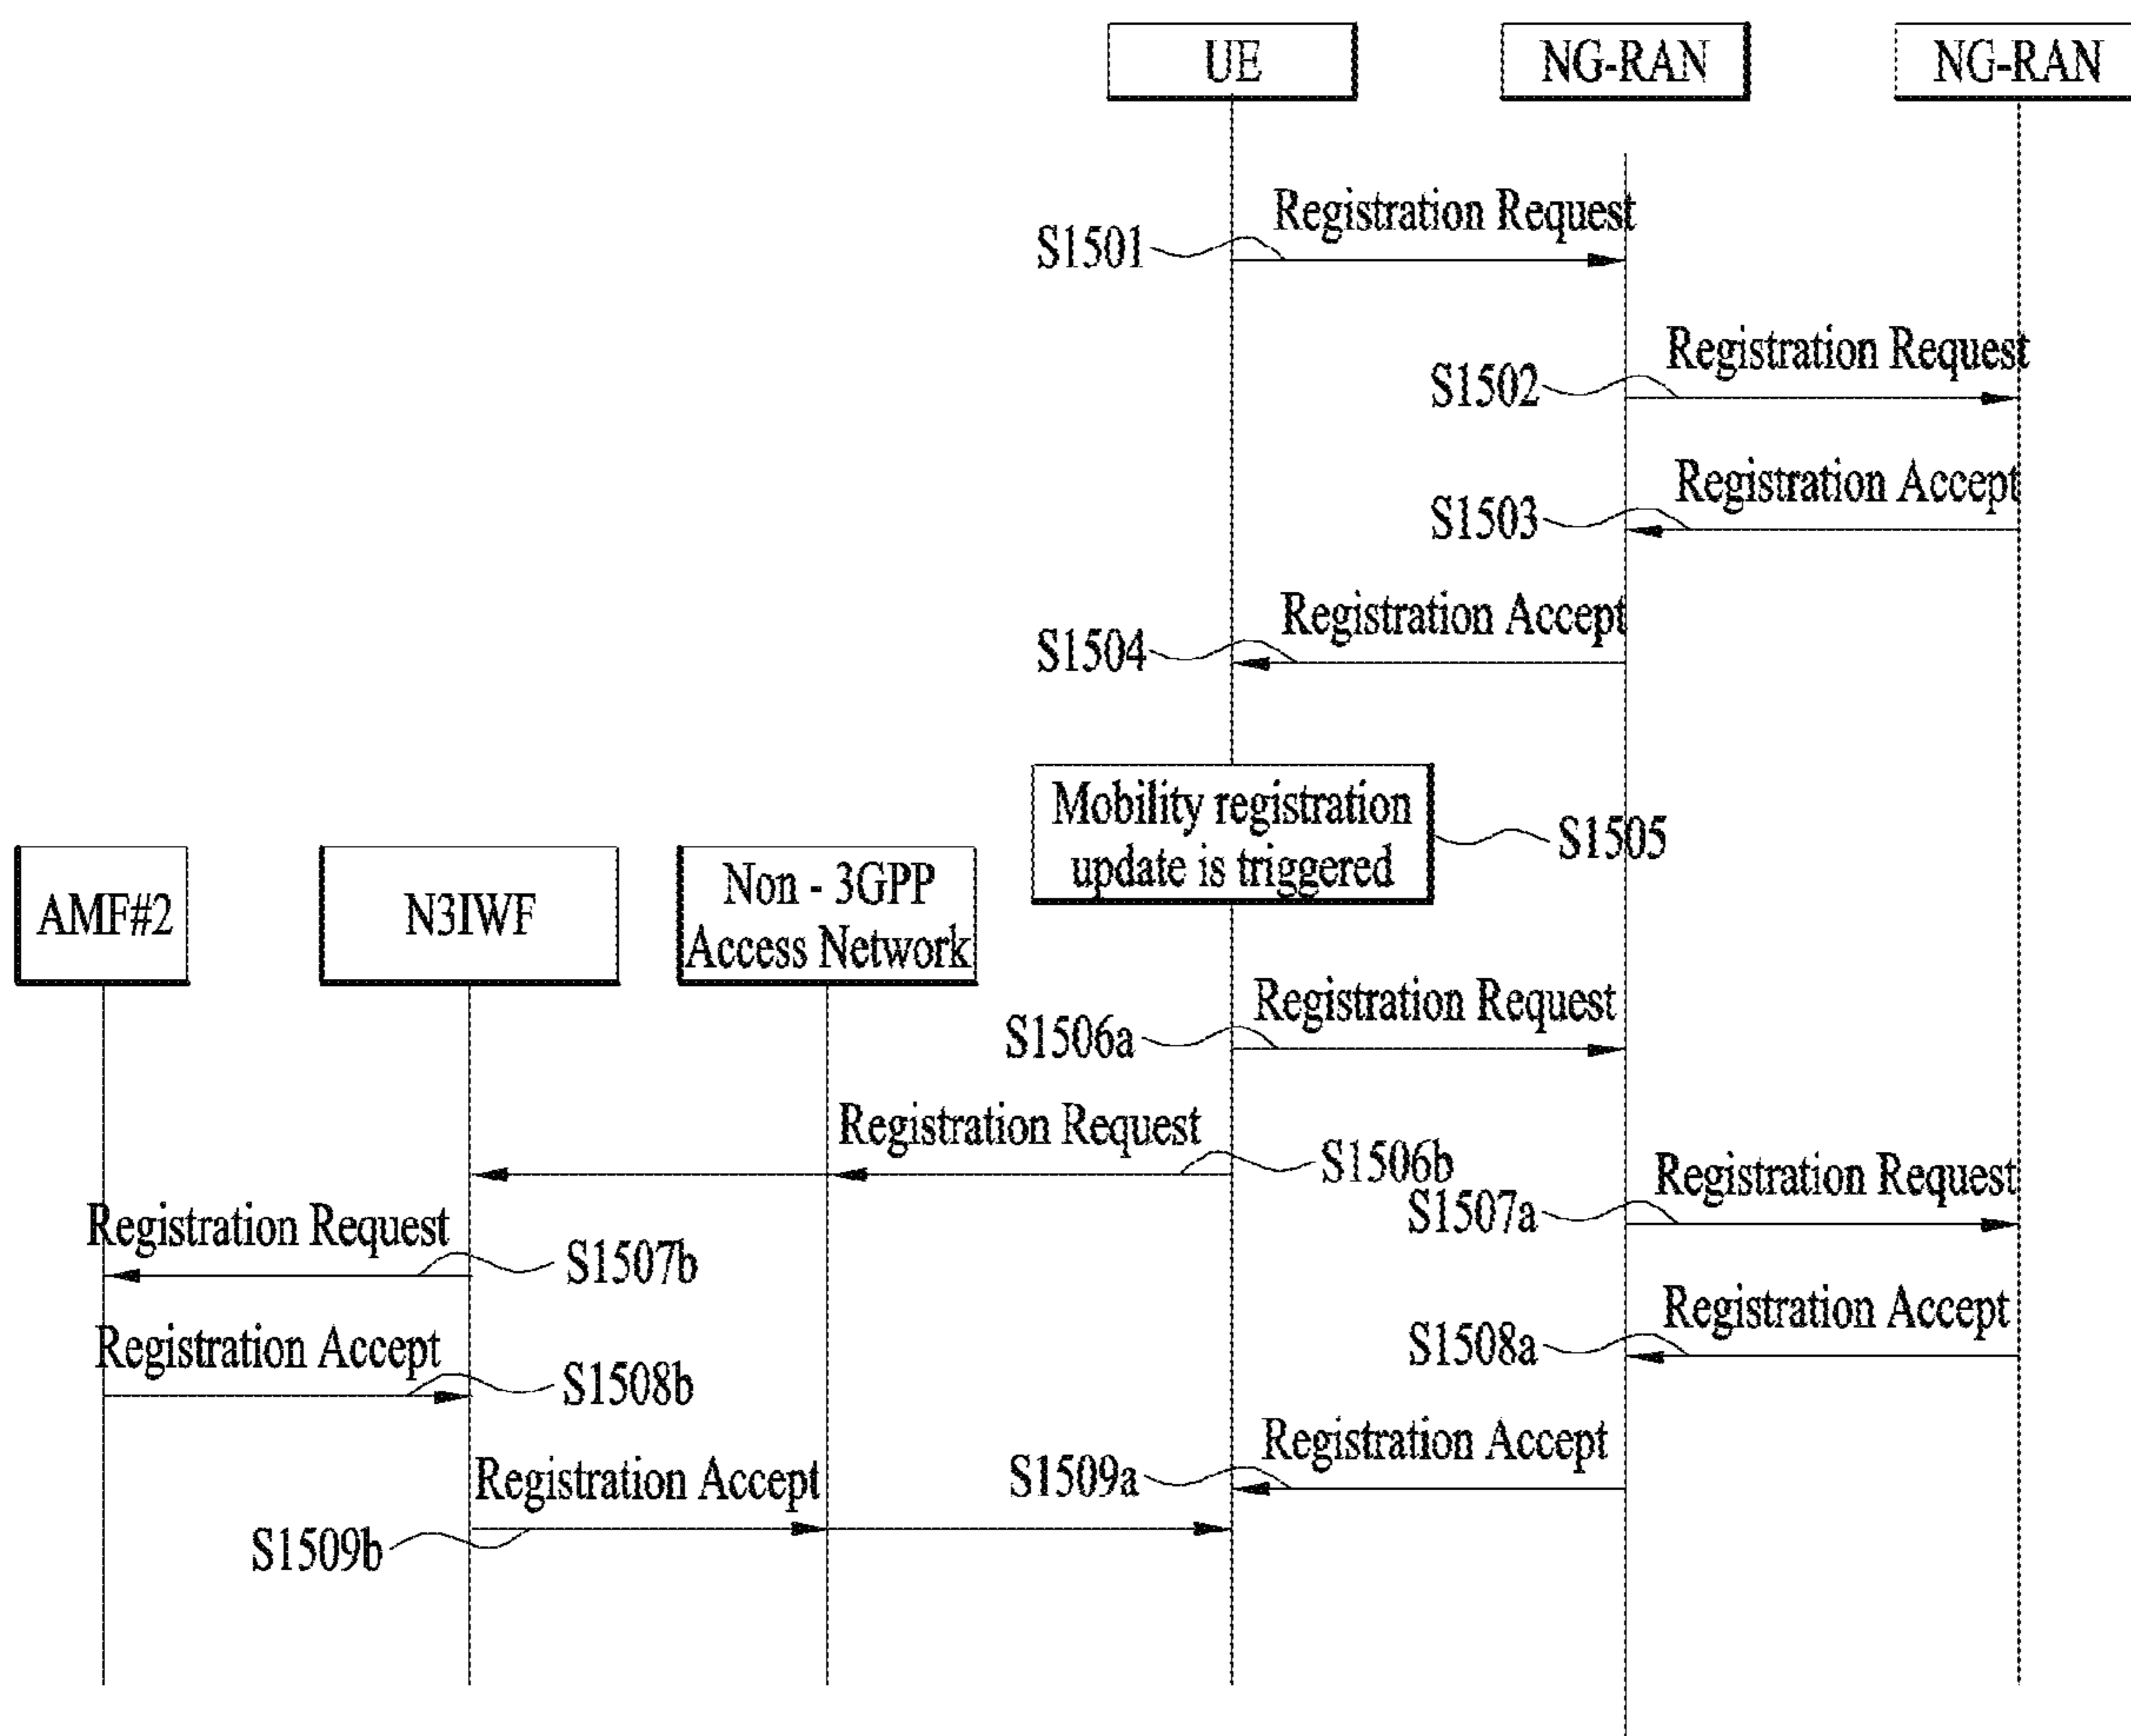 UE
NG-RAN
NG-RAN
Registration Request
S1501
Registration Request
S1502
Registration Accept
S1503
Registration Accept
S1504
Mobility registration
update is triggered
S1505
AMF#2
N3IWF
Non - 3GPP
Access Network
Registration Request
S1506a
Registration Request
S1506b
Registration Request
S1507a
Registration Request
S1507b
Registration Accept
S1508a
Registration Accept
S1508b
Registration Accept
S1509a
Registration Accept
S1509b